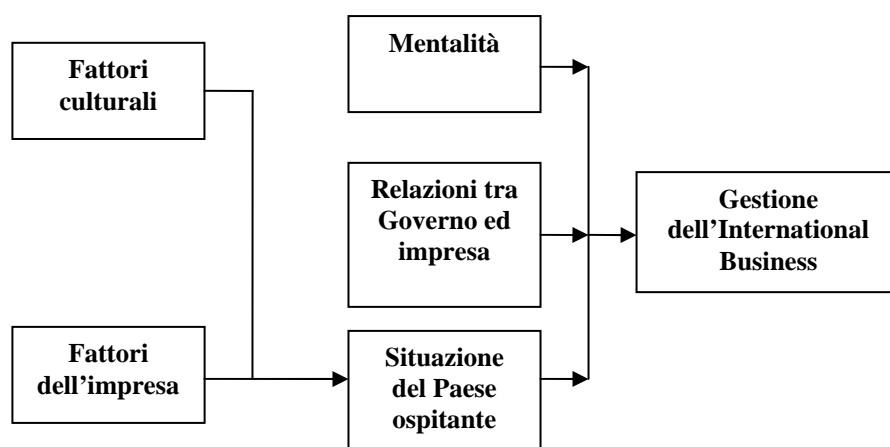 Fattori
culturali
Mentalità
Relazioni tra
Governo ed
impresa
Gestione
dell’International
Business
Fattori
dell’impresa
Situazione
del Paese
ospitante